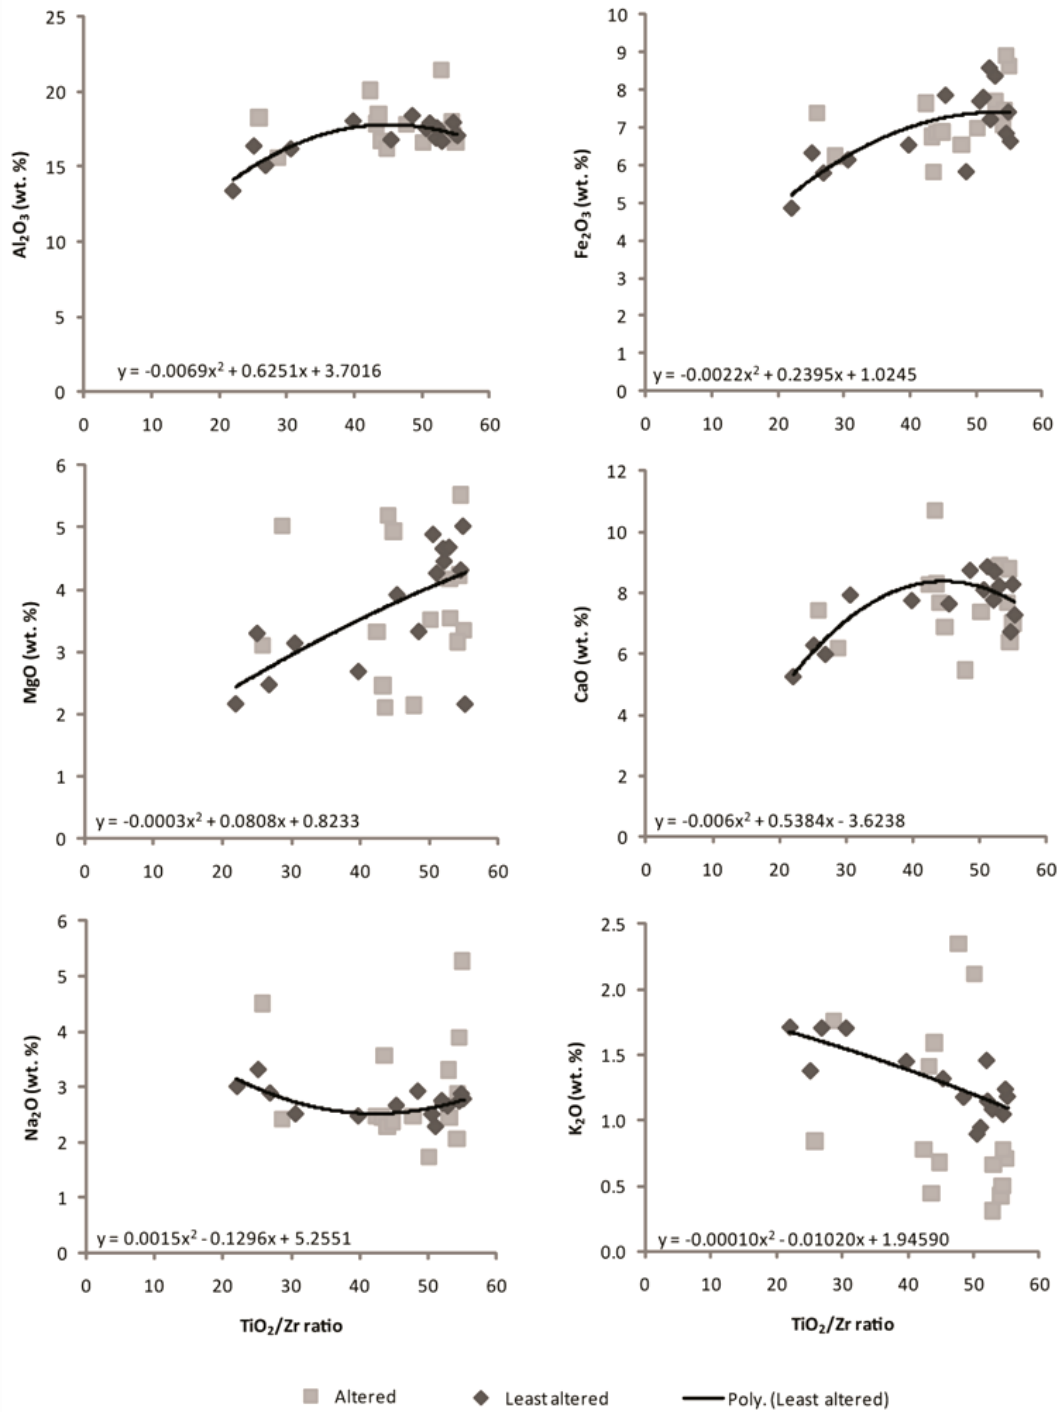 25
20
15
10
5
0
Al₂O₃ (wt. %)
y = -0.0069x² + 0.6251x + 3.7016
0 10 20 30 40 50 60
10
9
8
7
6
5
4
3
2
1
0
Fe₂O₃ (wt. %)
y = -0.0022x² + 0.2395x + 1.0245
0 10 20 30 40 50 60
6
5
4
3
2
1
0
MgO (wt. %)
y = -0.0003x² + 0.0808x + 0.8233
0 10 20 30 40 50 60
12
10
8
6
4
2
0
CaO (wt. %)
y = -0.006x² + 0.5384x - 3.6238
0 10 20 30 40 50 60
6
5
4
3
2
1
0
Na₂O (wt. %)
y = 0.0015x² - 0.1296x + 5.2551
0 10 20 30 40 50 60
TiO₂/Zr ratio
2.5
2.0
1.5
1.0
0.5
0.0
K₂O (wt. %)
y = -0.00010x² - 0.01020x + 1.94590
0 10 20 30 40 50 60
TiO₂/Zr ratio
Altered Least altered Poly. (Least altered)